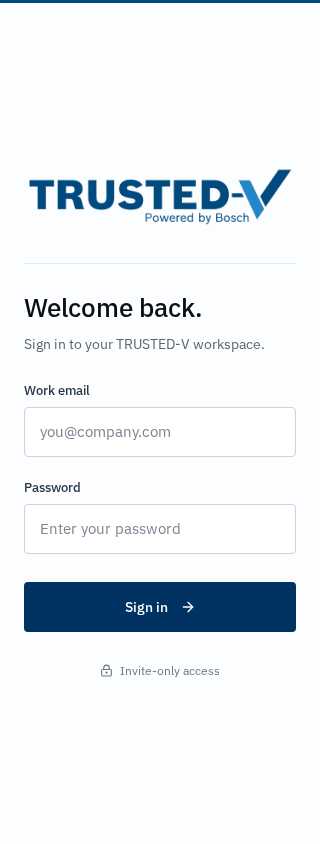 TRUSTED-V
Powered by Bosch
Welcome back.
Sign in to your TRUSTED-V workspace.
Work email
you@company.com
Password
Enter your password
Sign in →
Invite-only access